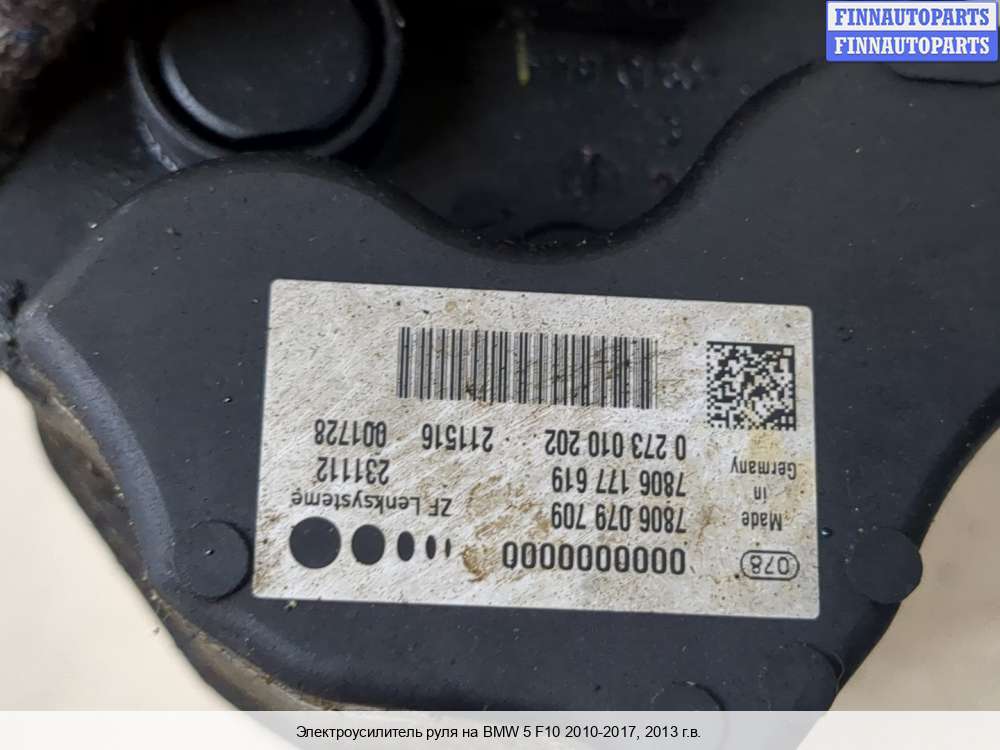 FINNAUTOPARTS
FINNAUTOPARTS
078
0000000000
Made
in
Germany
7806 079 709
7806 177 619
0 273 010 202
ZF Lenksysteme
231112
211516 001728
Электроусилитель руля на BMW 5 F10 2010-2017, 2013 г.в.